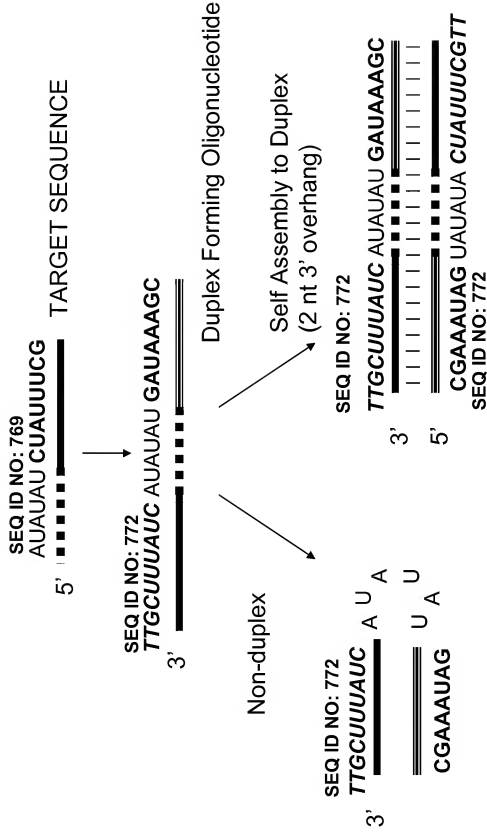 SEQ ID NO: 769
AUAUAU CUAUUUCG
5'
TARGET SEQUENCE
SEQ ID NO: 772
TTGCUUUAUC AUAUAU GAUAAAGC
3'
Duplex Forming Oligonucleotide
Non-duplex
Self Assembly to Duplex
(2 nt 3' overhang)
SEQ ID NO: 772
TTGCUUUAUC
3'
A U A
U A U
CGAAAUAG
SEQ ID NO: 772
TTGCUUUAUC AUAUAU GAUAAAGC
3'
5'
CGAAAUAG UAUAUA CUAUUUCGTT
SEQ ID NO: 772